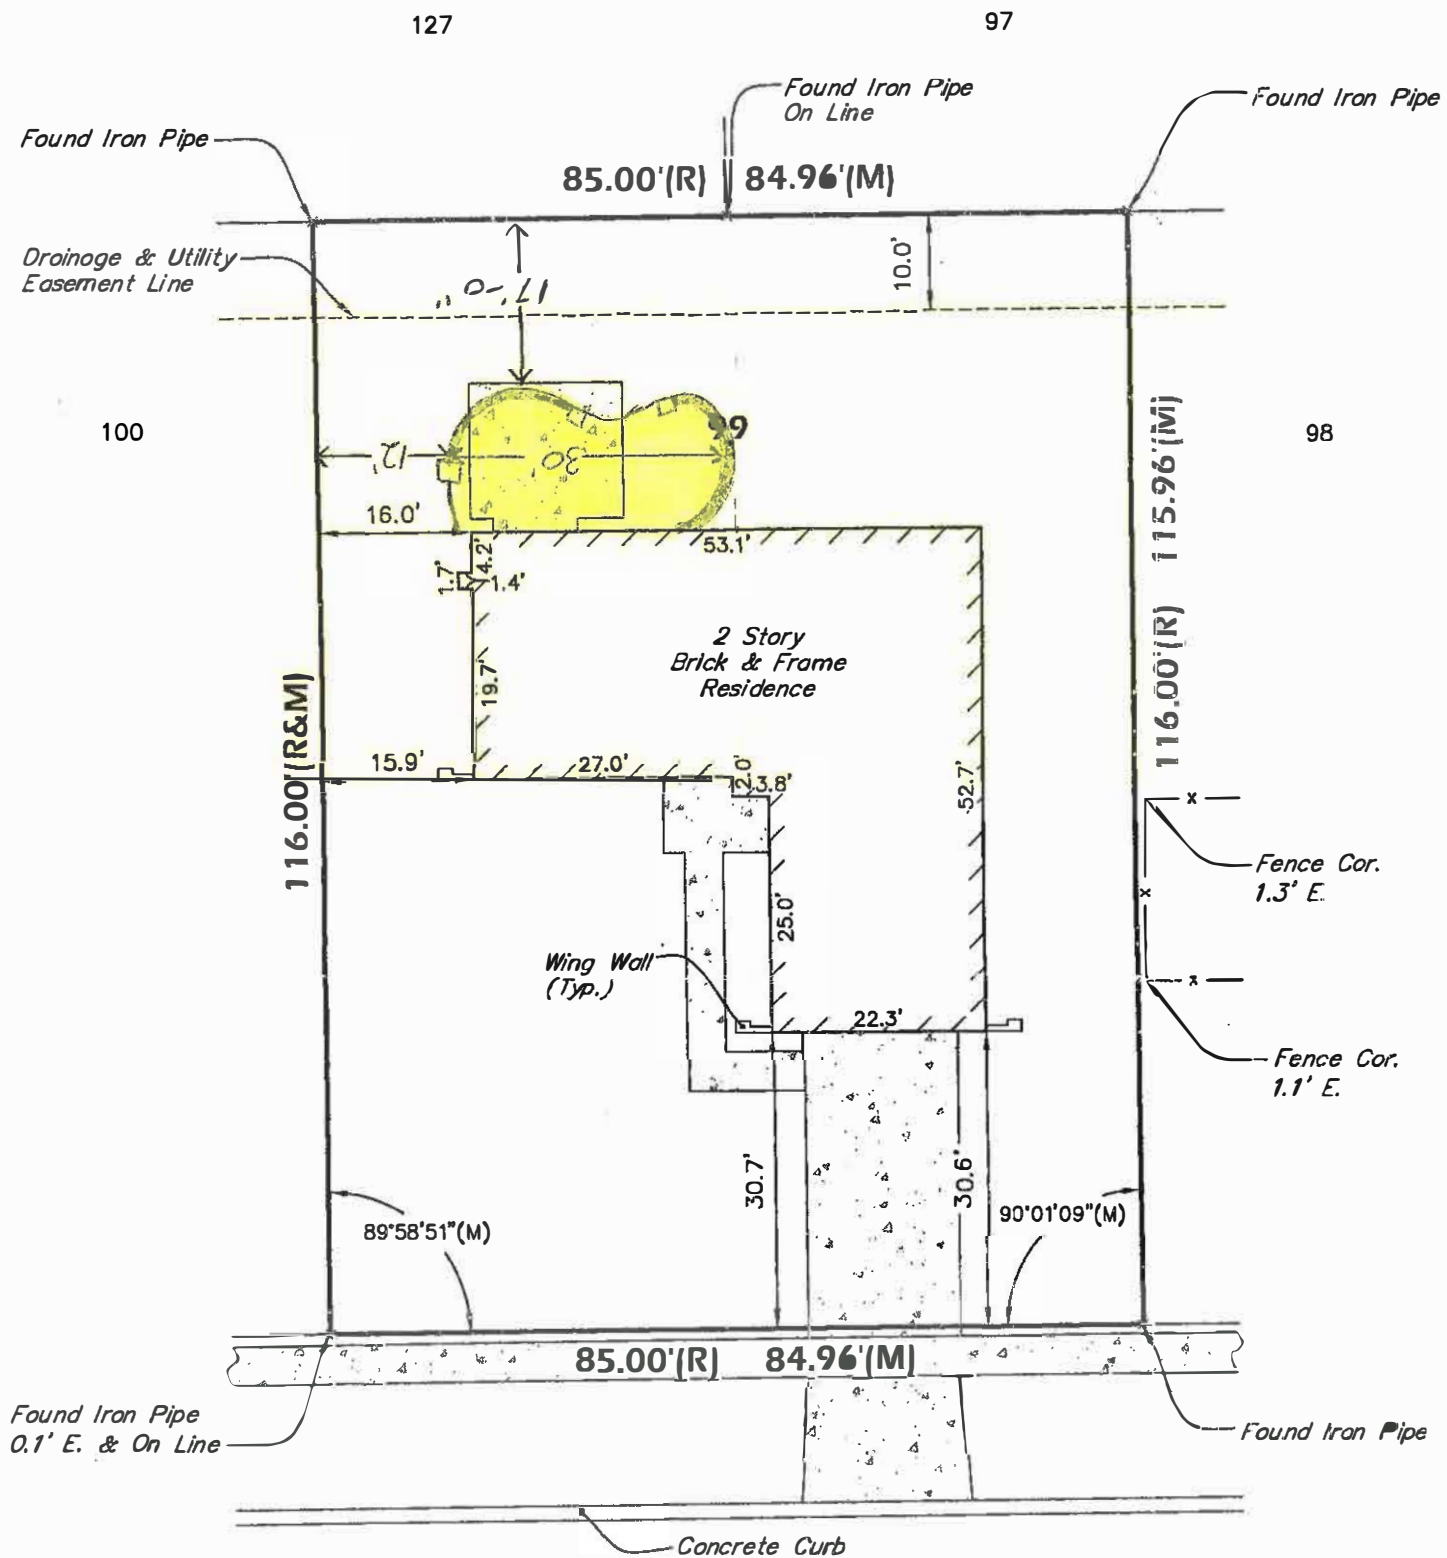 127
97
Found Iron Pipe
On Line
Found Iron Pipe
Found Iron Pipe
85.00'(R) 84.96'(M)
Droinoge & Utility
Easement Line
10.0'
17'-0"
100
99
98
12'
30'
115.96'(M)
116.00'(R)
16.0'
53.1'
4.2'
1.7'
1.4'
2 Story
Brick & Frame
Residence
19.7'
116.00'(R&M)
15.9'
27.0'
2.0'
3.8'
52.7'
Fence Cor.
1.3' E.
25.0'
Wing Wall
(Typ.)
22.3'
Fence Cor.
1.1' E.
30.7'
30.6'
89°58'51"(M)
90°01'09"(M)
85.00'(R) 84.96'(M)
Found Iron Pipe
0.1' E. & On Line
Found Iron Pipe
Concrete Curb